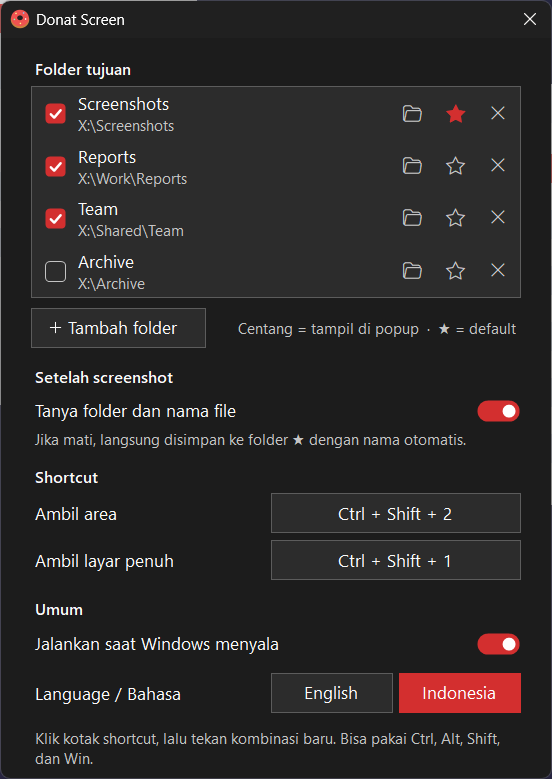 Donat Screen
Folder tujuan
Screenshots
X:\Screenshots
Reports
X:\Work\Reports
Team
X:\Shared\Team
Archive
X:\Archive
+ Tambah folder
Centang = tampil di popup · ★ = default
Setelah screenshot
Tanya folder dan nama file
Jika mati, langsung disimpan ke folder ★ dengan nama otomatis.
Shortcut
Ambil area
Ctrl + Shift + 2
Ambil layar penuh
Ctrl + Shift + 1
Umum
Jalankan saat Windows menyala
Language / Bahasa
English
Indonesia
Klik kotak shortcut, lalu tekan kombinasi baru. Bisa pakai Ctrl, Alt, Shift,
dan Win.